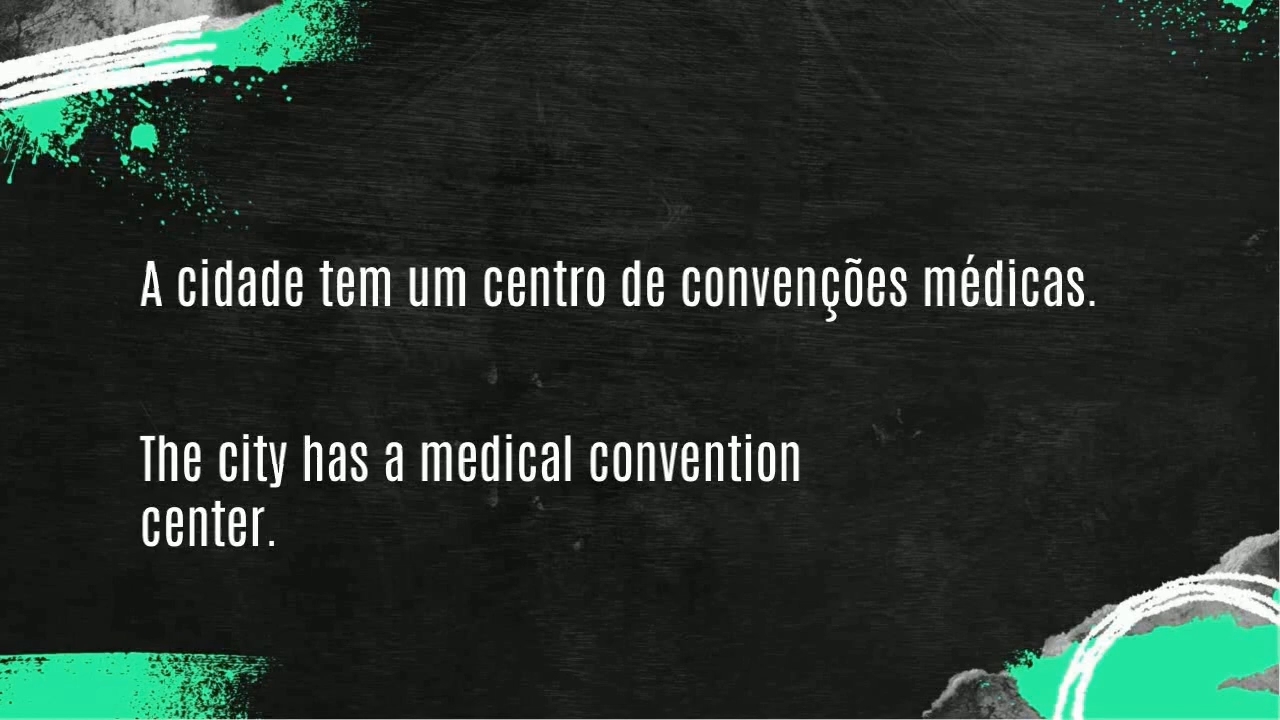 A cidade tem um centro de convenções médicas.
The city has a medical convention
center.